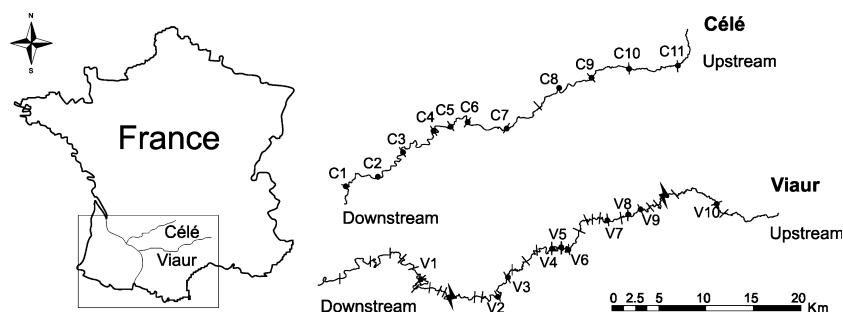 N
S
France
Célé
Viaur
Célé
Upstream
C11
C10
C9
C8
C7
C6
C5
C4
C3
C2
C1
Downstream
Viaur
Upstream
V10
V9
V8
V7
V6
V5
V4
V3
V2
V1
Downstream
0 2.5 5 10 15 20 Km